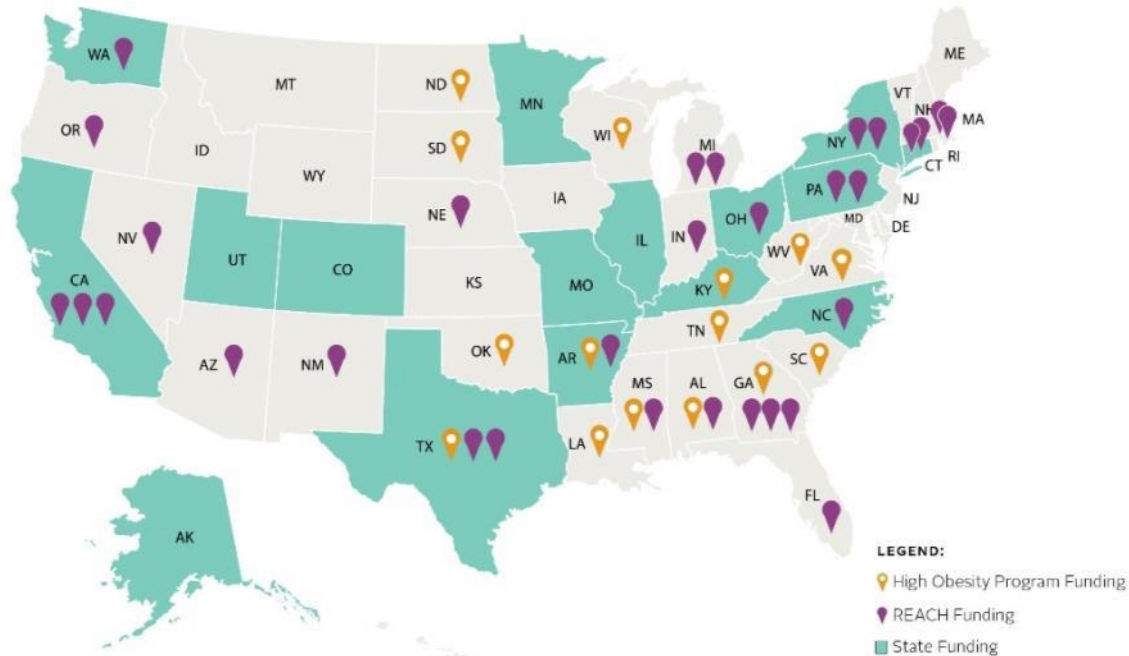 WA
MT
ND
MN
ME
VT
NH
MA
OR
ID
SD
WI
MI
NY
RI
CT
WY
IA
PA
NJ
NE
MD
DE
NV
IN
OH
UT
CO
IL
WV
VA
CA
KS
MO
KY
NC
TN
OK
AR
SC
AZ
NM
MS
AL
GA
TX
LA
FL
AK
LEGEND:
High Obesity Program Funding
REACH Funding
State Funding